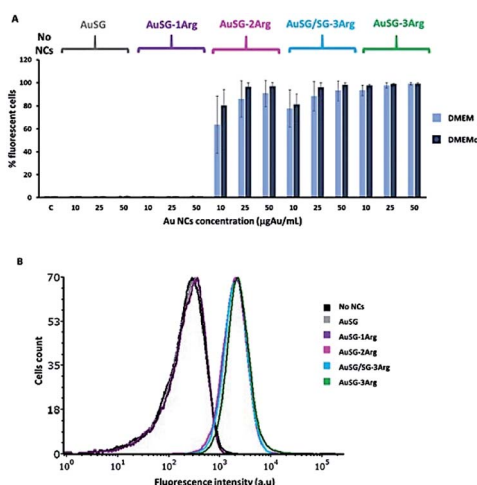 A
No NCs
AuSG
AuSG-1Arg
AuSG-2Arg
AuSG/SG-3Arg
AuSG-3Arg
% fluorescent cells
120
100
80
60
40
20
0
DMEM
DMEMc
C 10 25 50 10 25 50 10 25 50 10 25 50 10 25 50
Au NCs concentration (µgAu/mL)
B
Cells count
70
53
35
18
0
10⁰ 10¹ 10² 10³ 10⁴ 10⁵
Fluorescence intensity (a.u)
No NCs
AuSG
AuSG-1Arg
AuSG-2Arg
AuSG/SG-3Arg
AuSG-3Arg